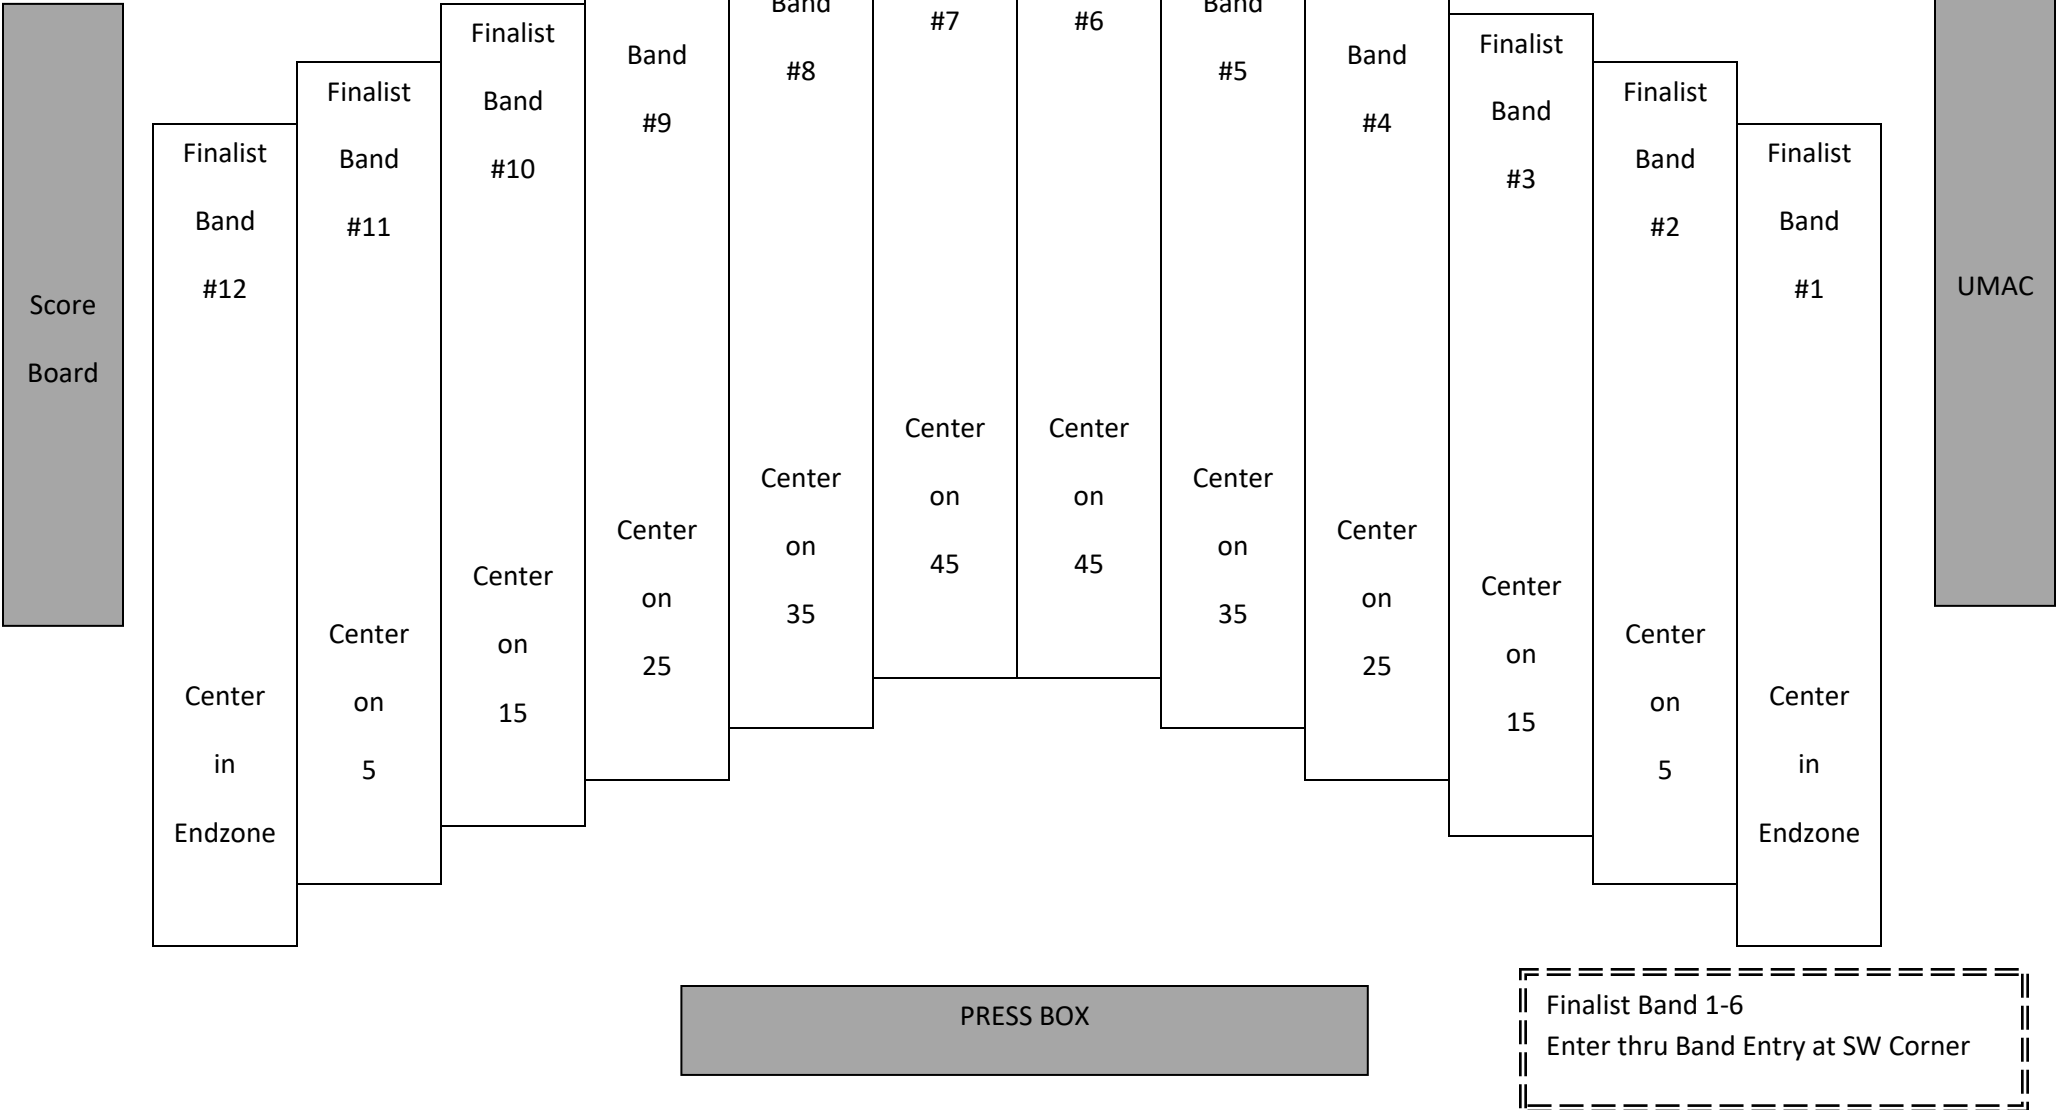 Score
Board
Finalist
Band
#12
Center
in
Endzone
Finalist
Band
#11
Center
on
5
Finalist
Band
#10
Center
on
15
Band
#9
Center
on
25
Band
#8
Center
on
35
#7
Center
on
45
#6
Center
on
45
Band
#5
Center
on
35
Band
#4
Center
on
25
Finalist
Band
#3
Center
on
15
Finalist
Band
#2
Center
on
5
Finalist
Band
#1
Center
in
Endzone
UMAC
PRESS BOX
Finalist Band 1-6
Enter thru Band Entry at SW Corner